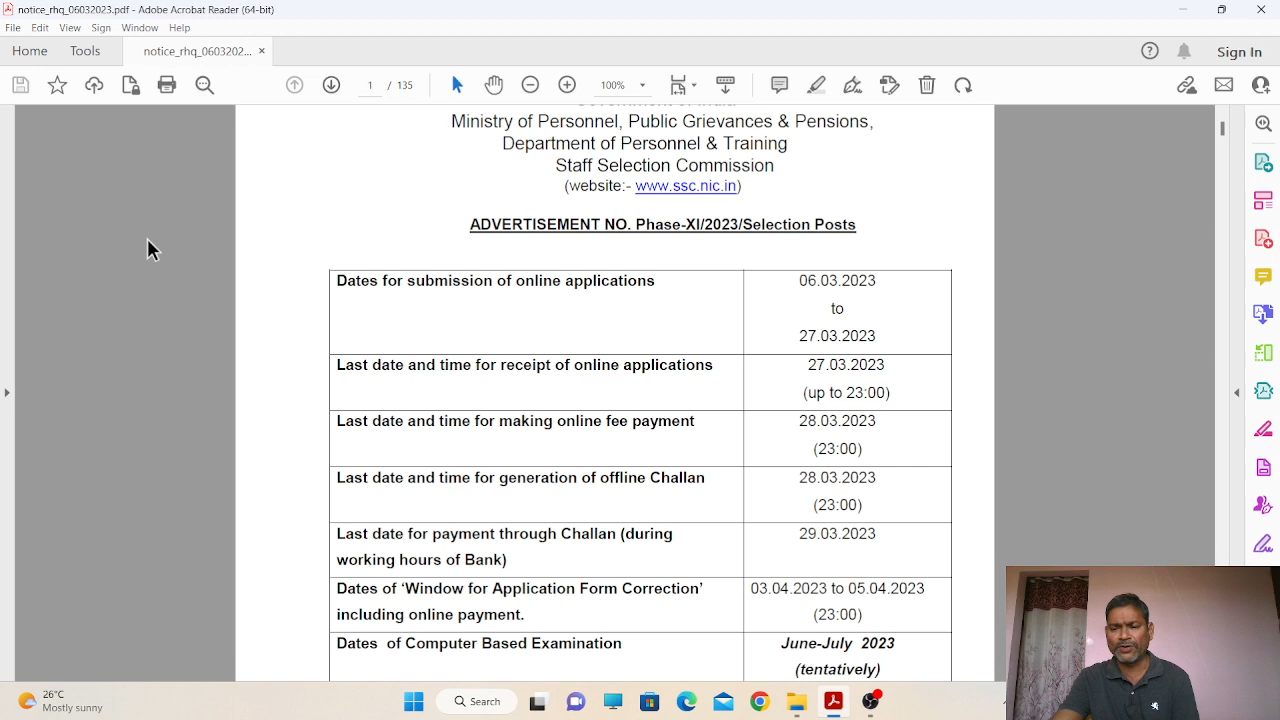 notice_rhq_06032023.pdf - Adobe Acrobat Reader (64-bit)
File Edit View Sign Window Help
Home Tools notice_rhq_0603202... × Sign In
1 / 135 100%
Ministry of Personnel, Public Grievances & Pensions,
Department of Personnel & Training
Staff Selection Commission
(website:- www.ssc.nic.in)
ADVERTISEMENT NO. Phase-XI/2023/Selection Posts
Dates for submission of online applications 06.03.2023
to
27.03.2023
Last date and time for receipt of online applications 27.03.2023
(up to 23:00)
Last date and time for making online fee payment 28.03.2023
(23:00)
Last date and time for generation of offline Challan 28.03.2023
(23:00)
Last date for payment through Challan (during 29.03.2023
working hours of Bank)
Dates of ‘Window for Application Form Correction’ 03.04.2023 to 05.04.2023
including online payment. (23:00)
Dates of Computer Based Examination June-July 2023
(tentatively)
26°C
Mostly sunny
Search